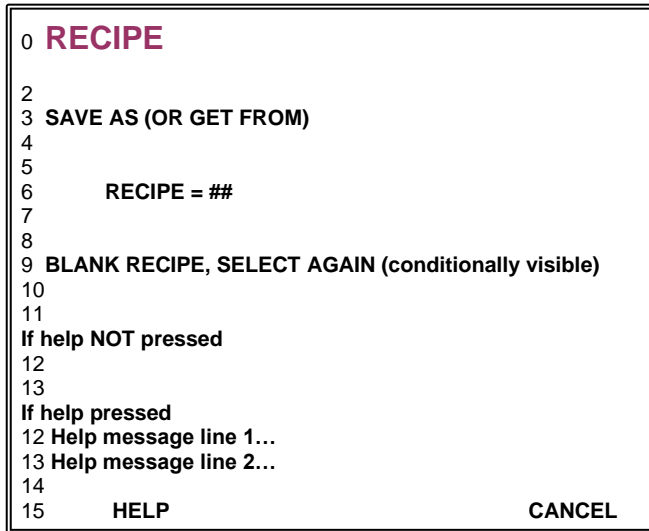 0 RECIPE
2
3 SAVE AS (OR GET FROM)
4
5
6 RECIPE = ##
7
8
9 BLANK RECIPE, SELECT AGAIN (conditionally visible)
10
11
If help NOT pressed
12
13
If help pressed
12 Help message line 1…
13 Help message line 2…
14
15 HELP CANCEL